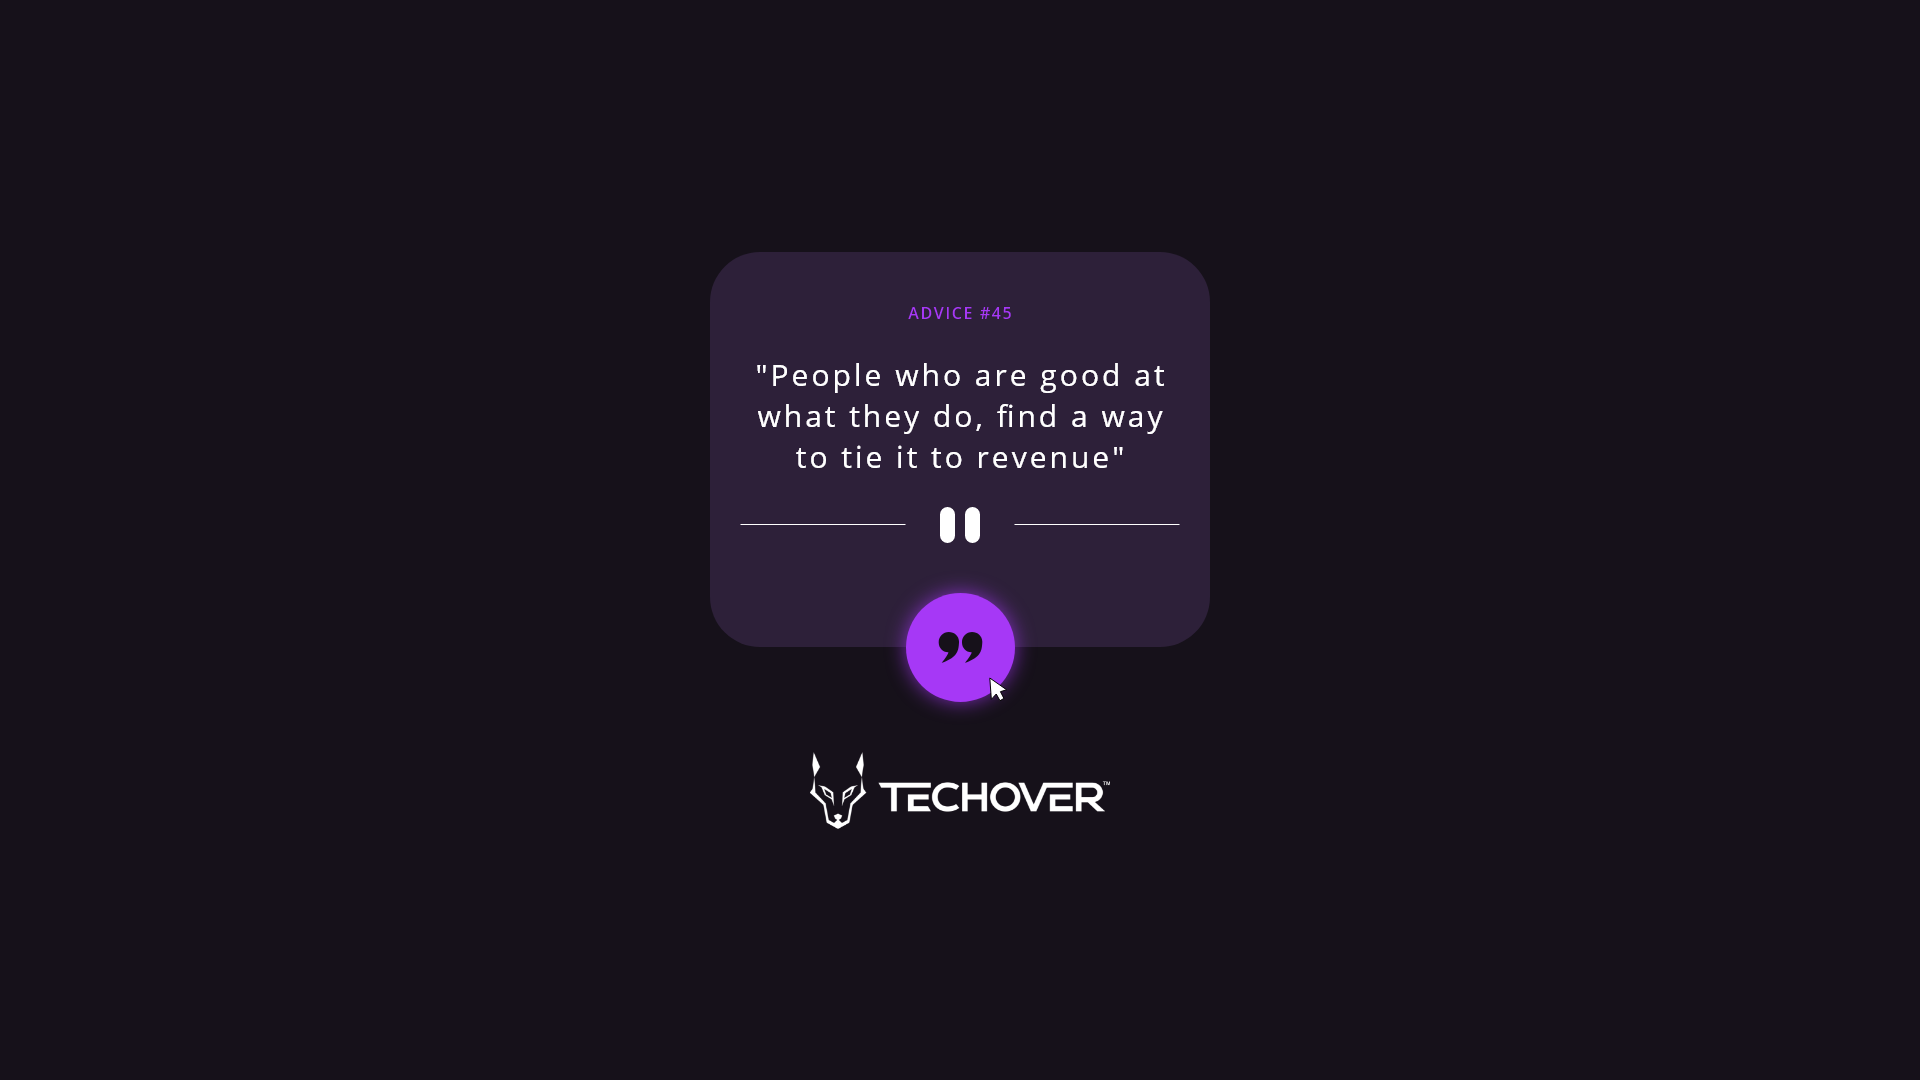 ADVICE #45
"People who are good at
what they do, find a way
to tie it to revenue"
TECHOVER™